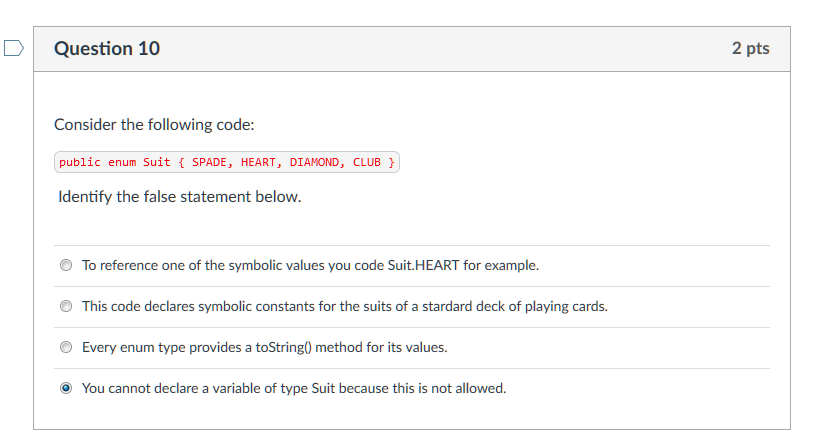 Question 10
2 pts
Consider the following code:
public enum Suit { SPADE, HEART, DIAMOND, CLUB }
Identify the false statement below.
To reference one of the symbolic values you code Suit.HEART for example.
This code declares symbolic constants for the suits of a stardard deck of playing cards.
Every enum type provides a toString() method for its values.
You cannot declare a variable of type Suit because this is not allowed.